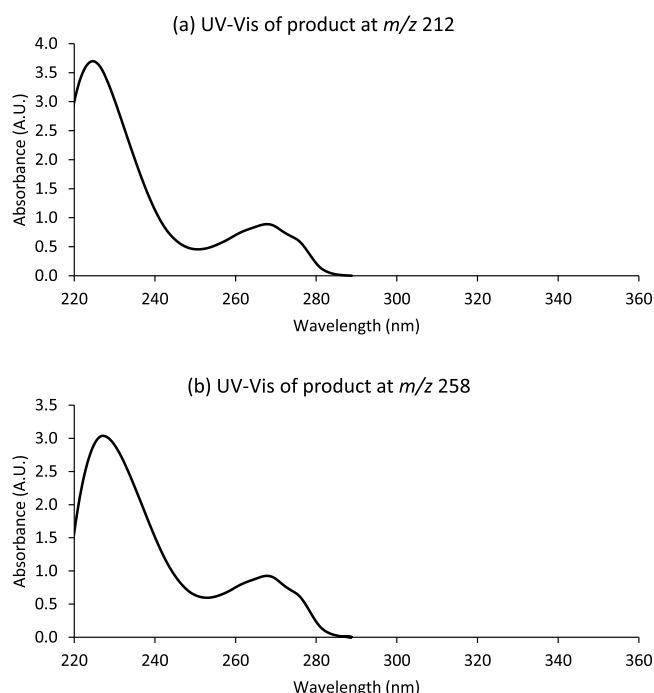 (a) UV-Vis of product at m/z 212
4.0
3.5
3.0
2.5
2.0
1.5
1.0
0.5
0.0
Absorbance (A.U.)
220 240 260 280 300 320 340 360
Wavelength (nm)
(b) UV-Vis of product at m/z 258
3.5
3.0
2.5
2.0
1.5
1.0
0.5
0.0
Absorbance (A.U.)
220 240 260 280 300 320 340 360
Wavelength (nm)